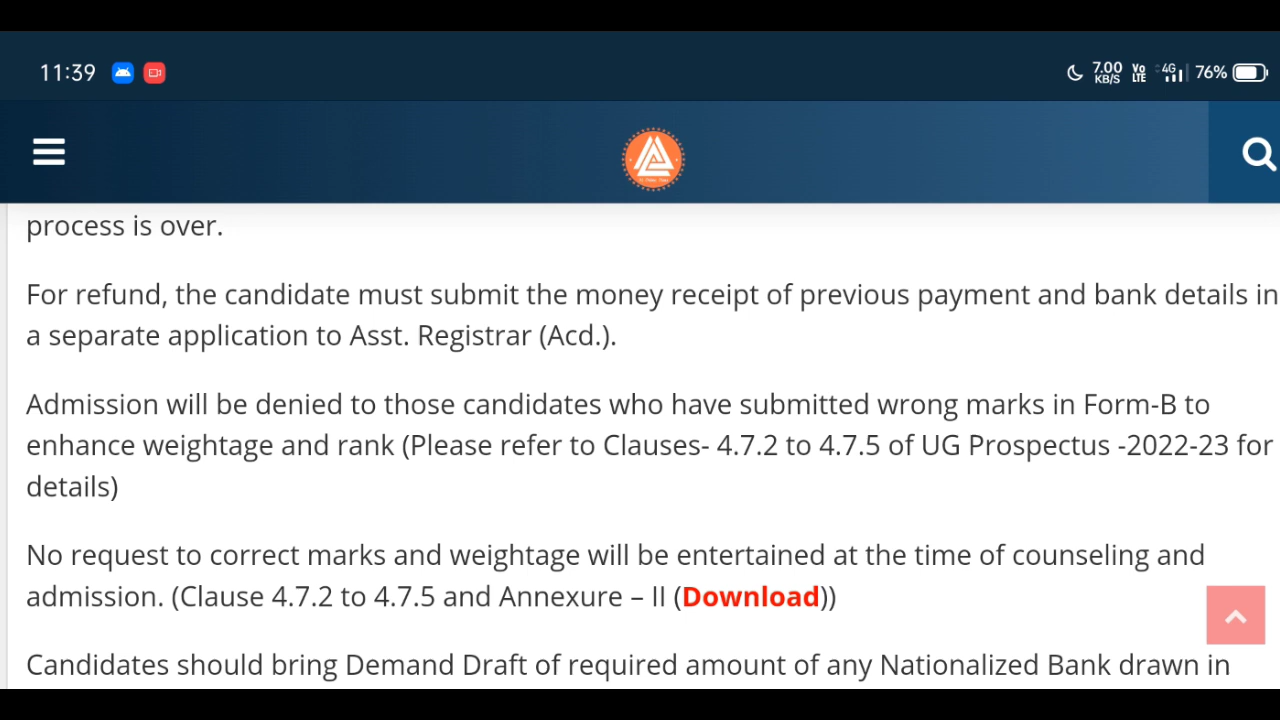 11:39
7.00 KB/S Vo LTE 4G 76%
process is over.
For refund, the candidate must submit the money receipt of previous payment and bank details in
a separate application to Asst. Registrar (Acd.).
Admission will be denied to those candidates who have submitted wrong marks in Form-B to
enhance weightage and rank (Please refer to Clauses- 4.7.2 to 4.7.5 of UG Prospectus -2022-23 for
details)
No request to correct marks and weightage will be entertained at the time of counseling and
admission. (Clause 4.7.2 to 4.7.5 and Annexure – II (Download))
Candidates should bring Demand Draft of required amount of any Nationalized Bank drawn in